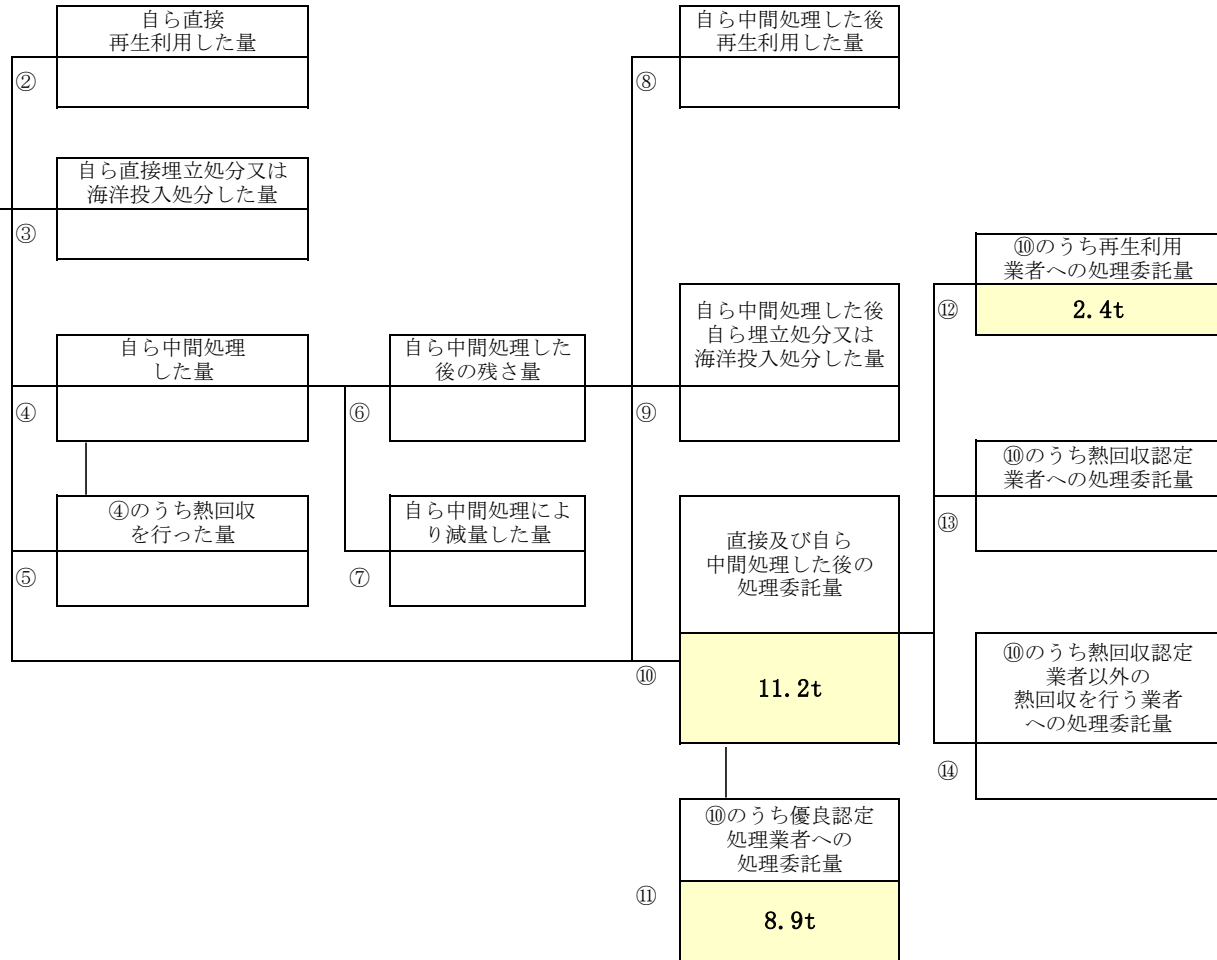 自ら直接
再生利用した量
②
自ら直接埋立処分又は
海洋投入処分した量
③
自ら中間処理
した量
④
④のうち熱回収
を行った量
⑤
自ら中間処理した
後の残さ量
⑥
自ら中間処理によ
り減量した量
⑦
自ら中間処理した後
再生利用した量
⑧
自ら中間処理した後
自ら埋立処分又は
海洋投入処分した量
⑨
直接及び自ら
中間処理した後の
処理委託量
⑩
11.2t
⑩のうち優良認定
処理業者への
処理委託量
⑪
8.9t
⑩のうち再生利用
業者への処理委託量
⑫
2.4t
⑩のうち熱回収認定
業者への処理委託量
⑬
⑩のうち熱回収認定
業者以外の
熱回収を行う業者
への処理委託量
⑭